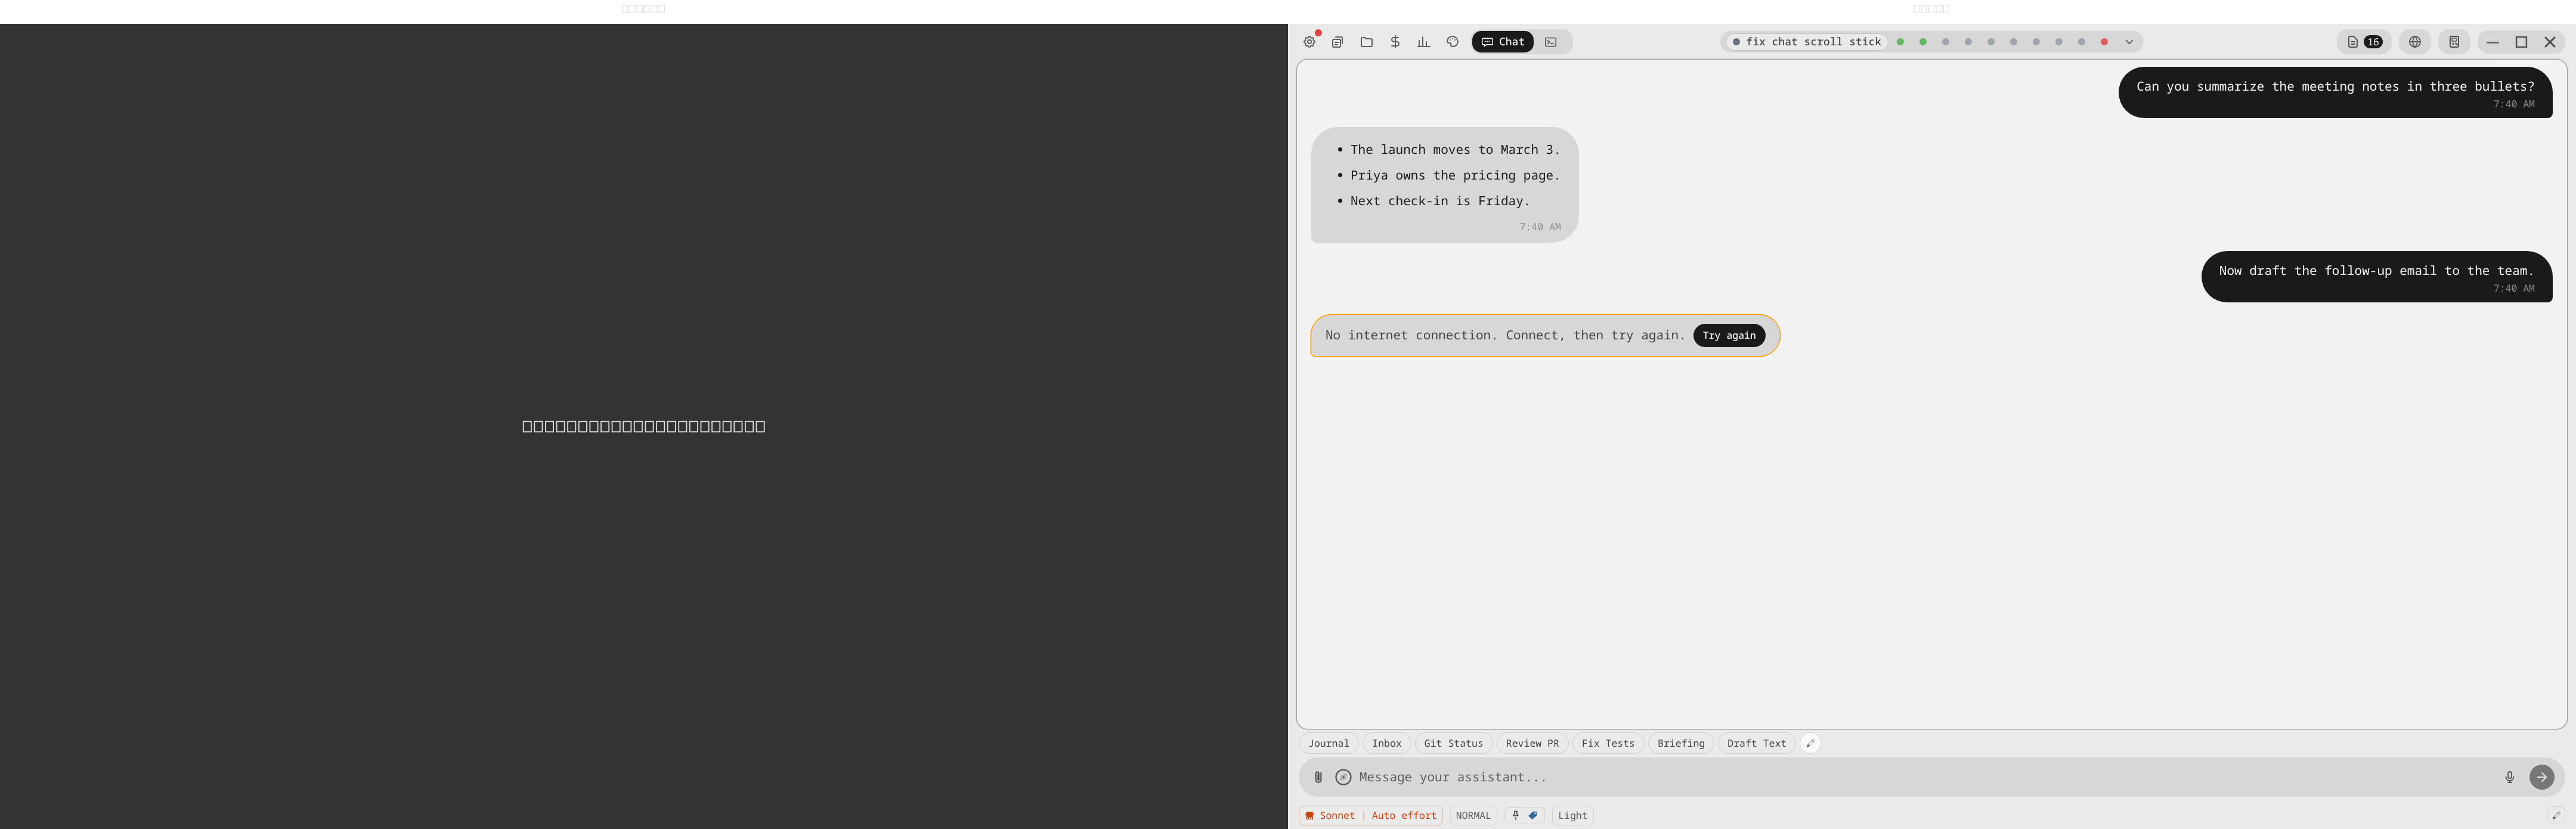 Chat
fix chat scroll stick
16
Can you summarize the meeting notes in three bullets?
7:40 AM
• The launch moves to March 3.
• Priya owns the pricing page.
• Next check-in is Friday.
7:40 AM
Now draft the follow-up email to the team.
7:40 AM
No internet connection. Connect, then try again. Try again
Journal Inbox Git Status Review PR Fix Tests Briefing Draft Text
Message your assistant...
Sonnet | Auto effort NORMAL Light